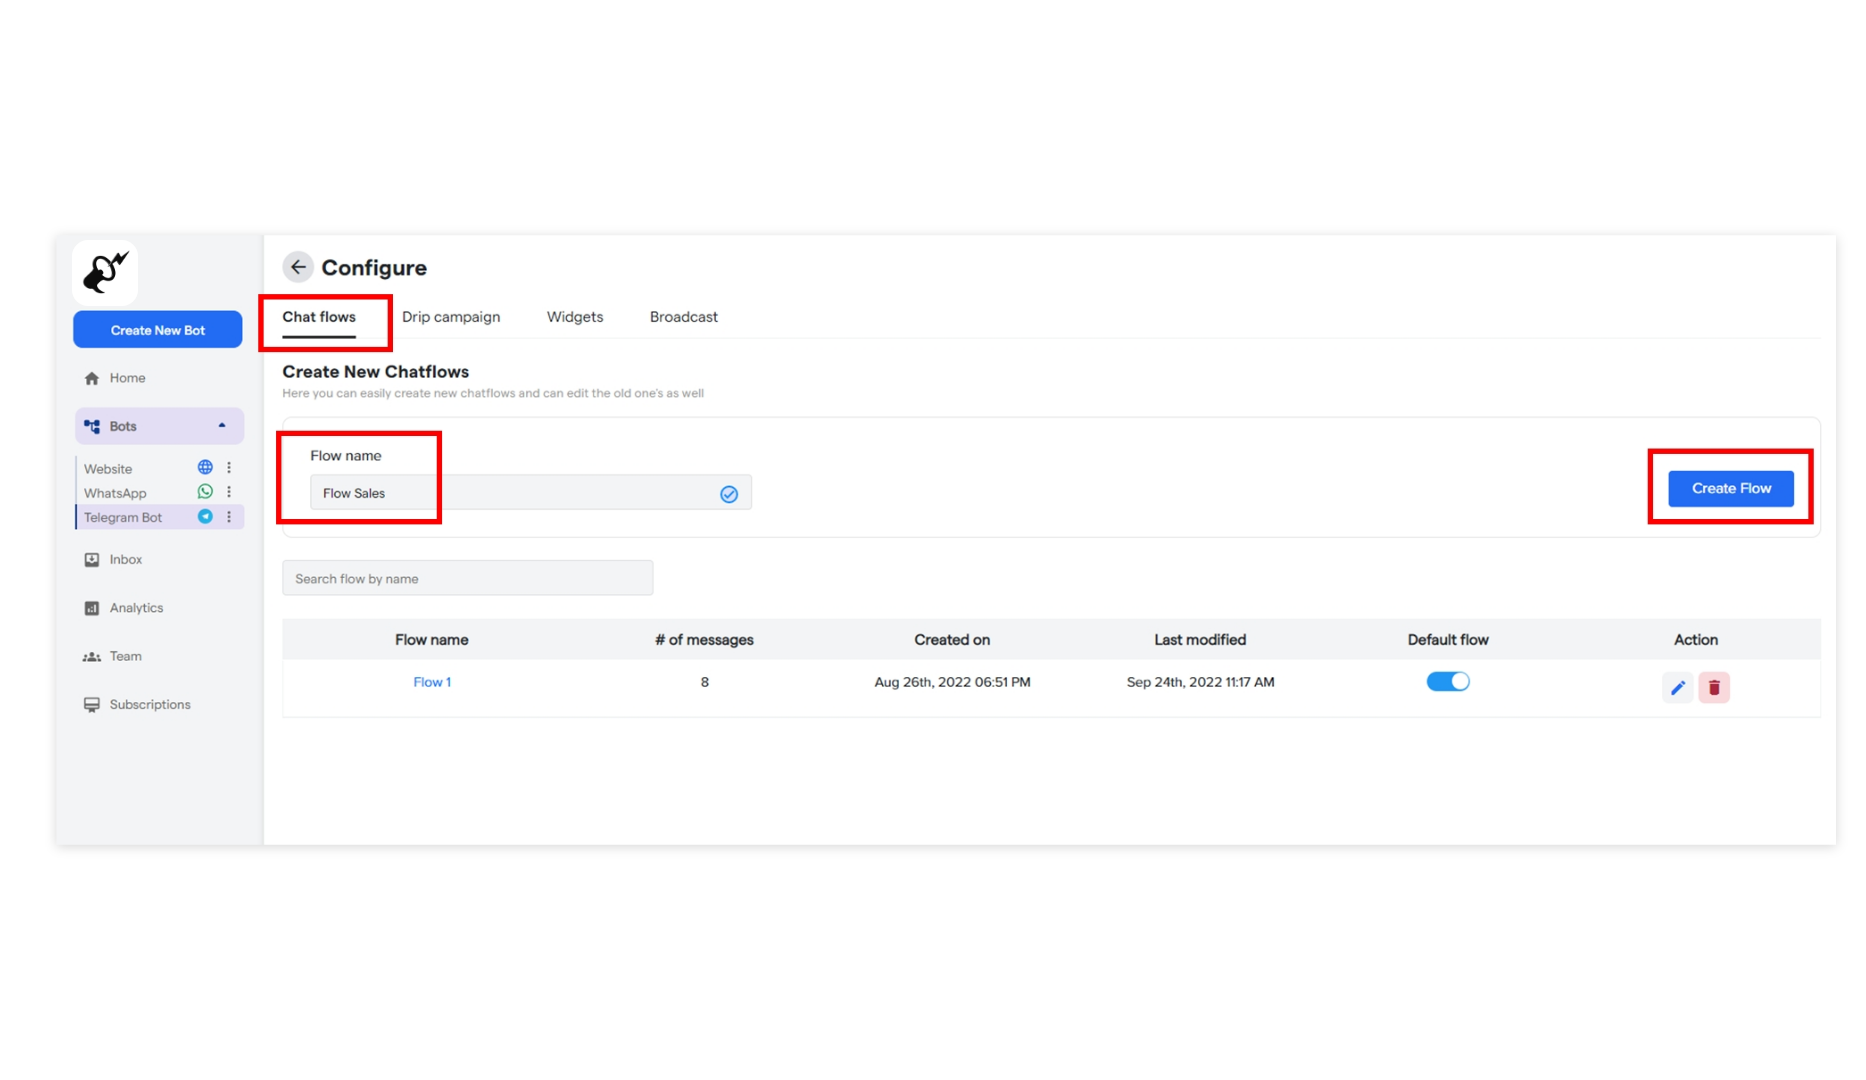 Configure
Create New Bot
Chat flows
Drip campaign
Widgets
Broadcast
Home
Create New Chatflows
Here you can easily create new chatflows and can edit the old one's as well
Bots
Flow name
Website
WhatsApp
Telegram Bot
Flow Sales
Create Flow
Inbox
Search flow by name
Analytics
Team
Subscriptions
Flow name # of messages Created on Last modified Default flow Action
Flow 1 8 Aug 26th, 2022 06:51 PM Sep 24th, 2022 11:17 AM